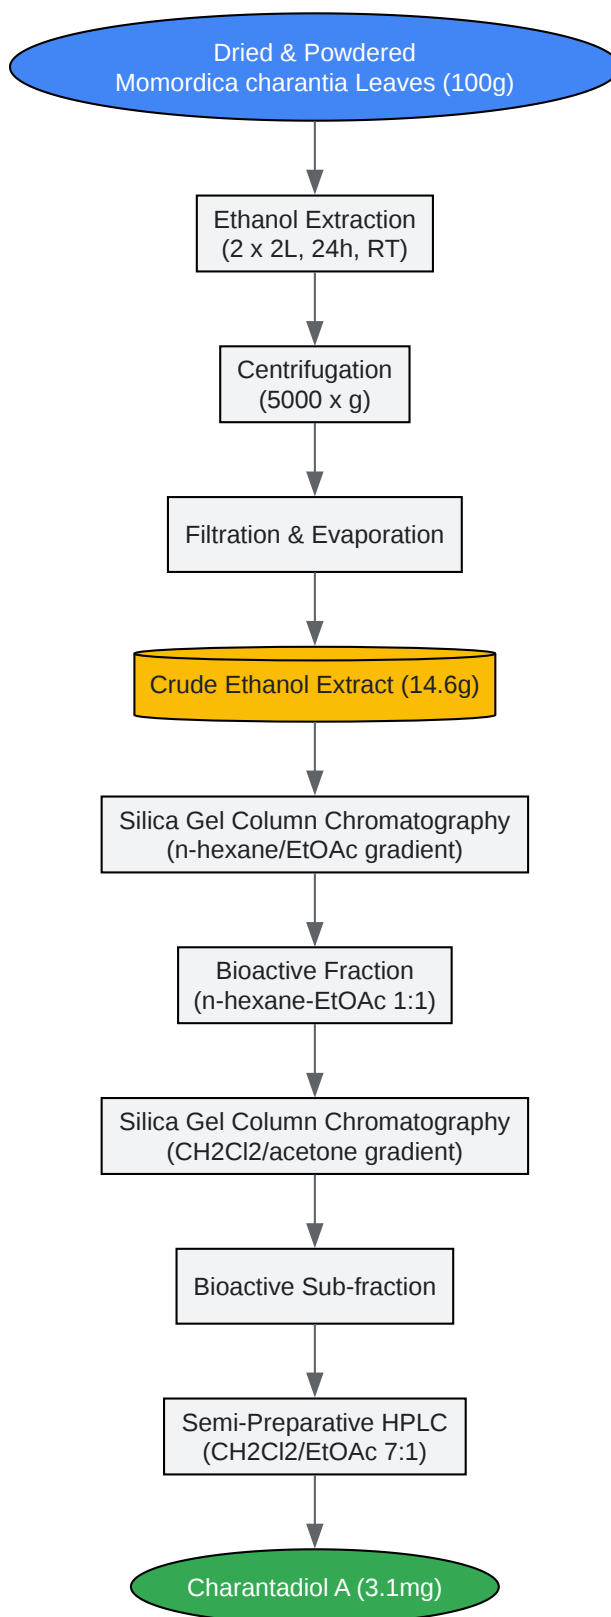 Dried & Powdered
Momordica charantia Leaves (100g)
Ethanol Extraction
(2 x 2L, 24h, RT)
Centrifugation
(5000 x g)
Filtration & Evaporation
Crude Ethanol Extract (14.6g)
Silica Gel Column Chromatography
(n-hexane/EtOAc gradient)
Bioactive Fraction
(n-hexane-EtOAc 1:1)
Silica Gel Column Chromatography
(CH2Cl2/acetone gradient)
Bioactive Sub-fraction
Semi-Preparative HPLC
(CH2Cl2/EtOAc 7:1)
Charantadiol A (3.1mg)